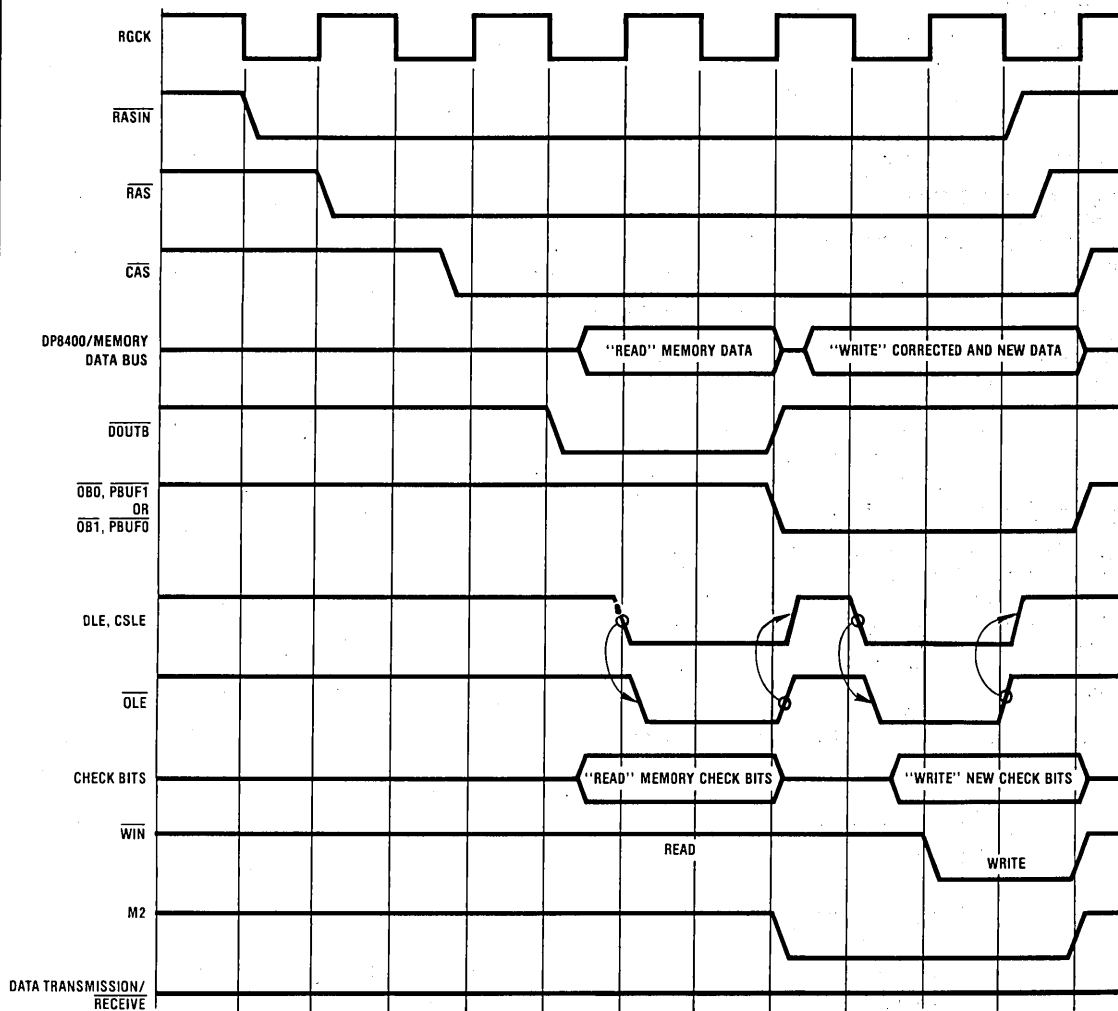 RGCK
RASIN
RAS
CAS
DP8400/MEMORY
DATA BUS
"READ" MEMORY DATA
"WRITE" CORRECTED AND NEW DATA
DOUTB
OB0, PBUF1
OR
OB1, PBUF0
DLE, CSLE
OLE
CHECK BITS
"READ" MEMORY CHECK BITS
"WRITE" NEW CHECK BITS
WIN
READ
WRITE
M2
DATA TRANSMISSION/
RECEIVE